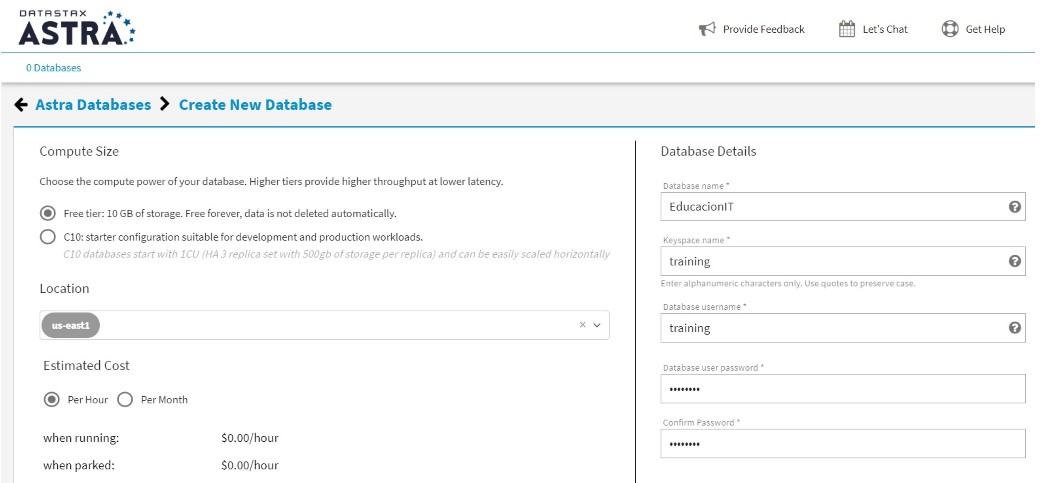 DATASTAX
ASTRA
Provide Feedback
Let's Chat
Get Help
0 Databases
Astra Databases
Create New Database
Compute Size
Choose the compute power of your database. Higher tiers provide higher throughput at lower latency.
Free tier: 10 GB of storage. Free forever, data is not deleted automatically.
C10: starter configuration suitable for development and production workloads.
C10 databases start with 1CU (HA 3 replica set with 500gb of storage per replica) and can be easily scaled horizontally
Location
us-east1
Estimated Cost
Per Hour
Per Month
when running: $0.00/hour
when parked: $0.00/hour
Database Details
Database name *
EducacionIT
Keyspace name *
training
Enter alphanumeric characters only. Use quotes to preserve case.
Database username *
training
Database user password *
••••••••
Confirm Password *
••••••••